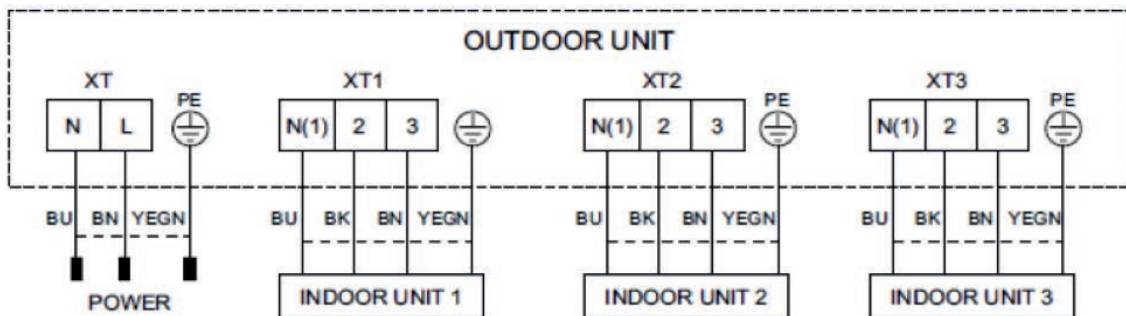 OUTDOOR UNIT
XT XT1 XT2 XT3
PE PE PE
N L N(1) 2 3 N(1) 2 3 N(1) 2 3
BU BN YEGN BU BK BN YEGN BU BK BN YEGN BU BK BN YEGN
POWER INDOOR UNIT 1 INDOOR UNIT 2 INDOOR UNIT 3